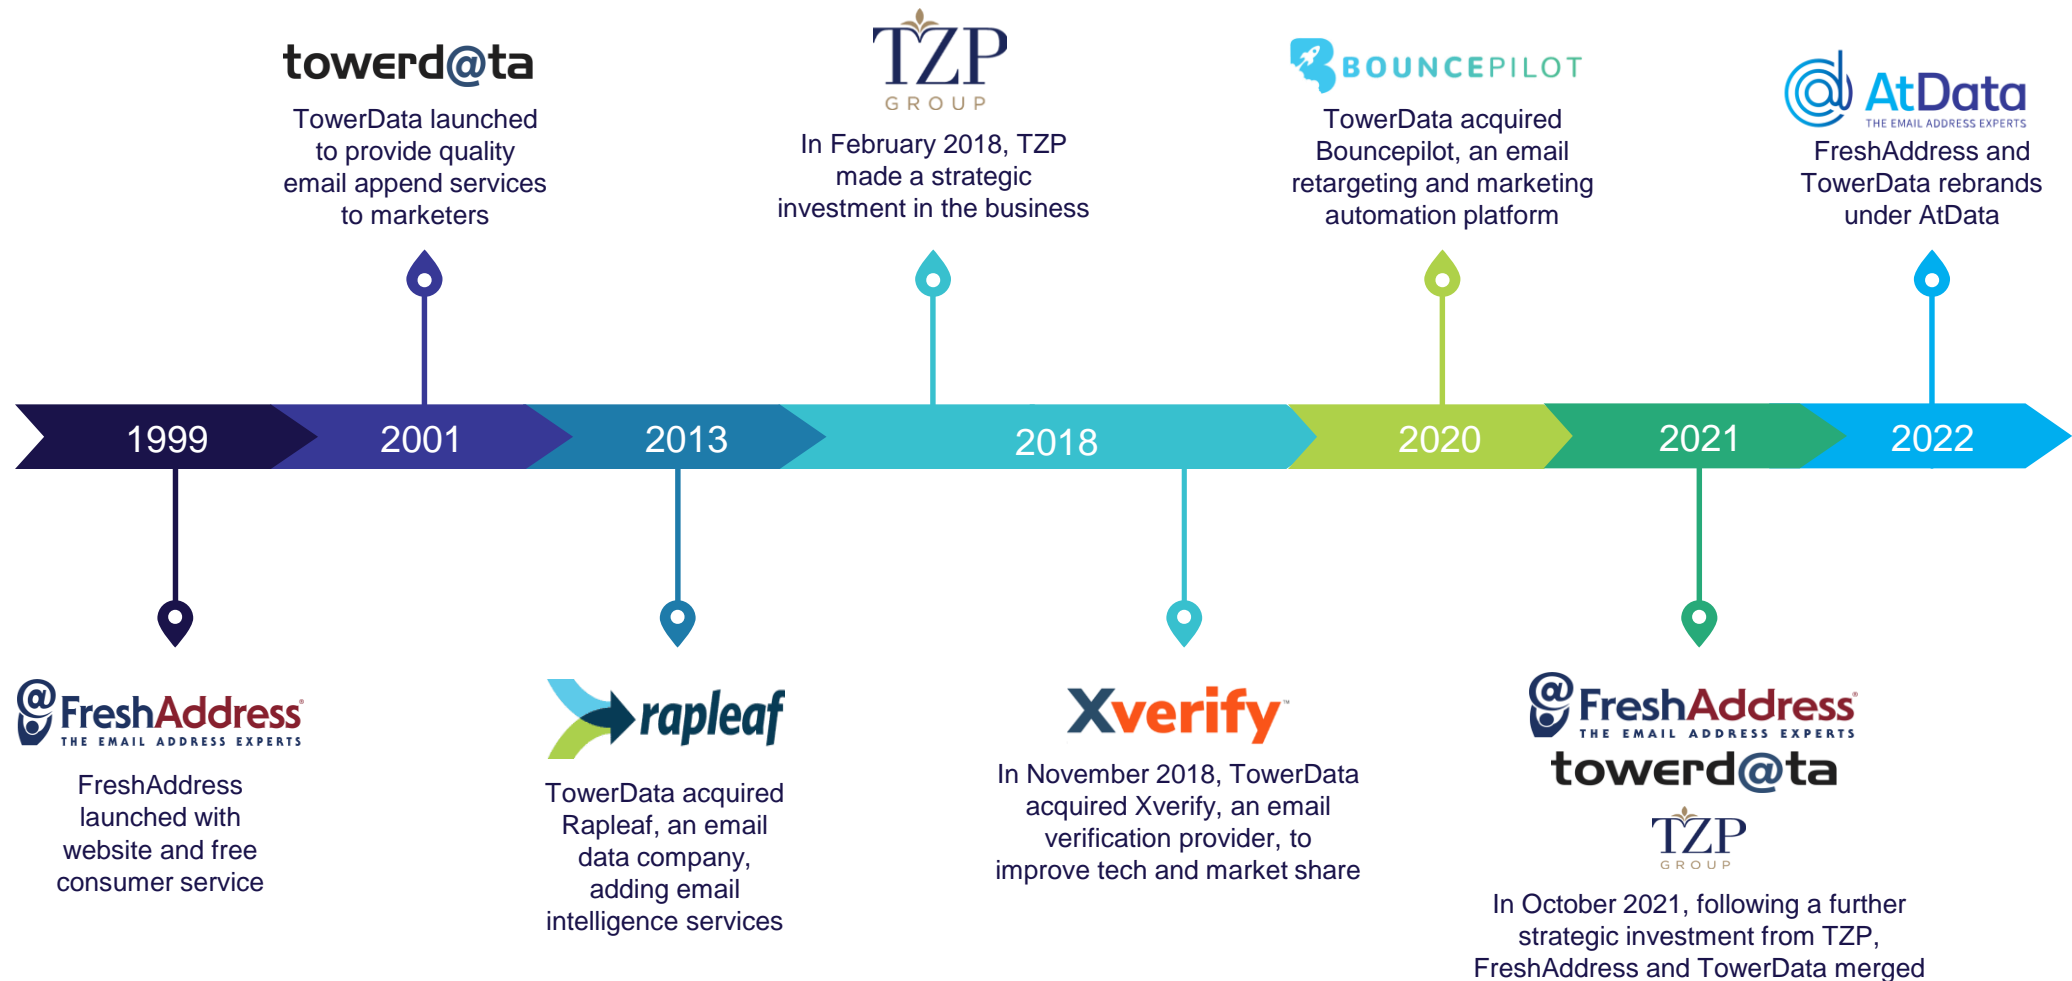 towerd@ta
TowerData launched
to provide quality
email append services
to marketers
TZP
GROUP
In February 2018, TZP
made a strategic
investment in the business
BOUNCEPILOT
TowerData acquired
Bouncepilot, an email
retargeting and marketing
automation platform
AtData
THE EMAIL ADDRESS EXPERTS
FreshAddress and
TowerData rebrands
under AtData
1999
2001
2013
2018
2020
2021
2022
@FreshAddress®
THE EMAIL ADDRESS EXPERTS
FreshAddress
launched with
website and free
consumer service
rapleaf
TowerData acquired
Rapleaf, an email
data company,
adding email
intelligence services
Xverify™
In November 2018, TowerData
acquired Xverify, an email
verification provider, to
improve tech and market share
@FreshAddress®
THE EMAIL ADDRESS EXPERTS
towerd@ta
TZP
GROUP
In October 2021, following a further
strategic investment from TZP,
FreshAddress and TowerData merged